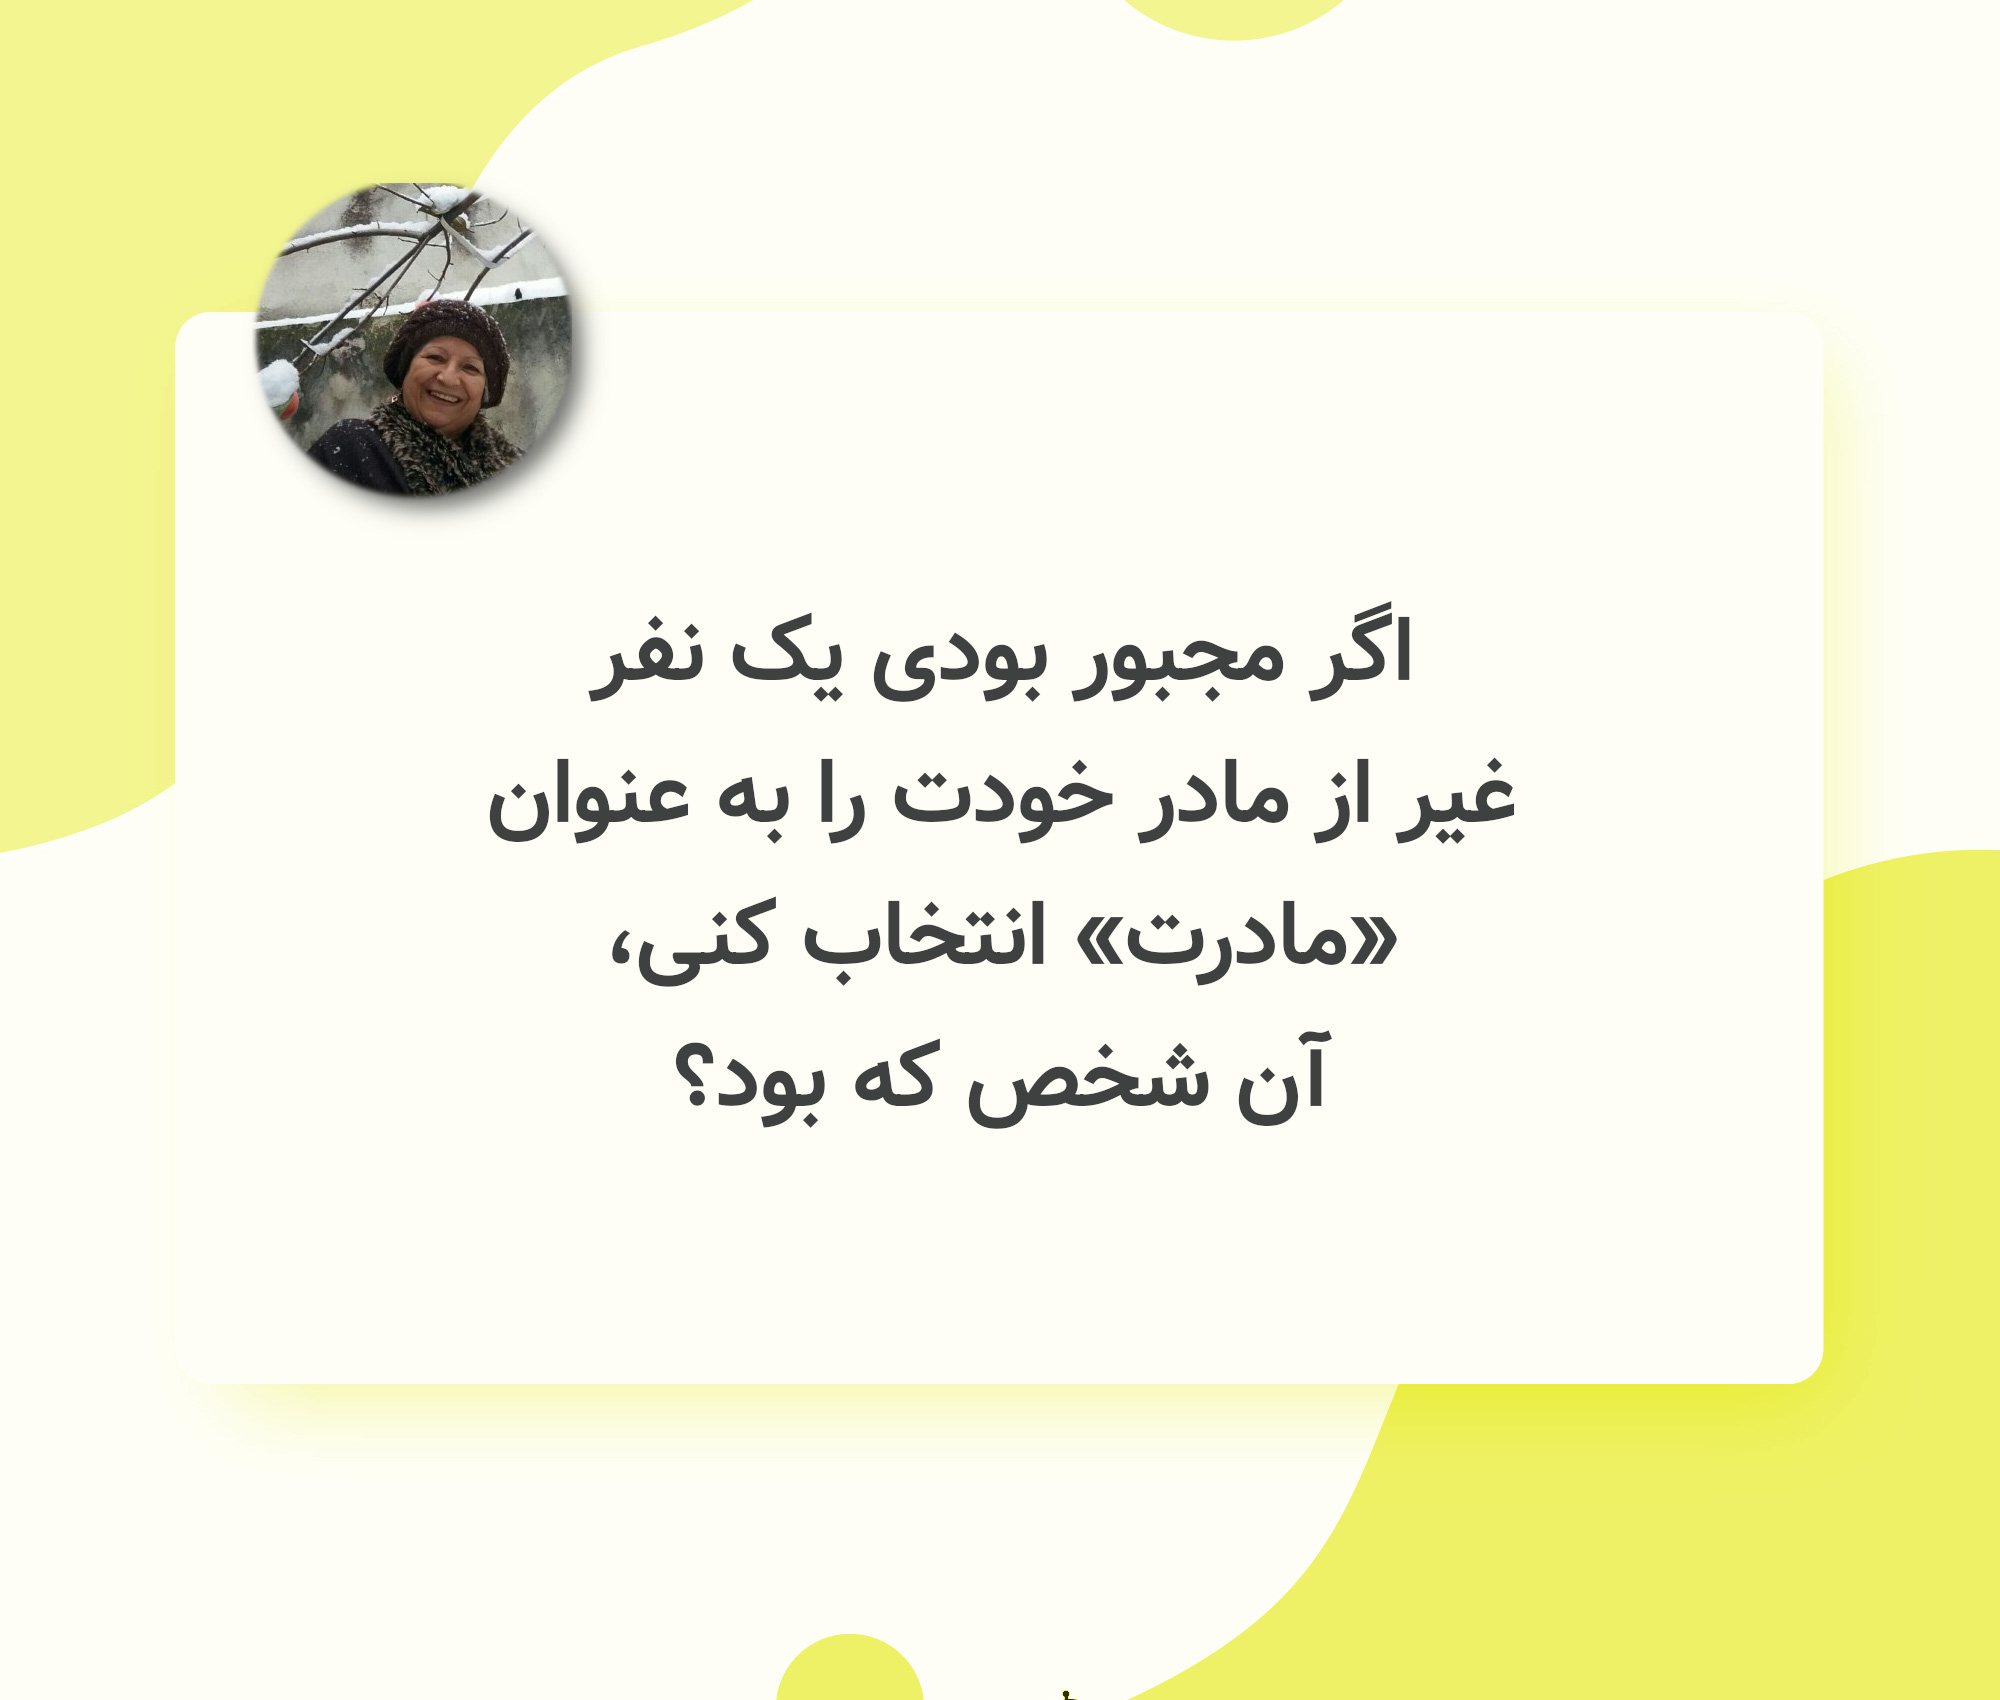 اگر مجبور بودی یک نفر
غیر از مادر خودت را به عنوان
«مادرت» انتخاب کنی،
آن شخص که بود؟